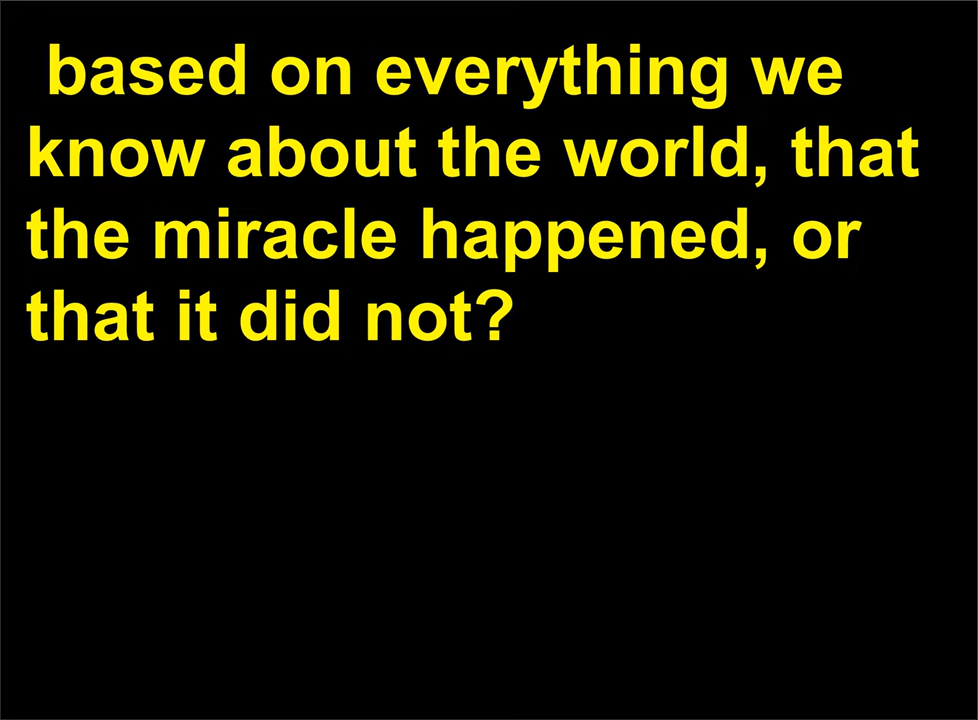 based on everything we
know about the world, that
the miracle happened, or
that it did not?